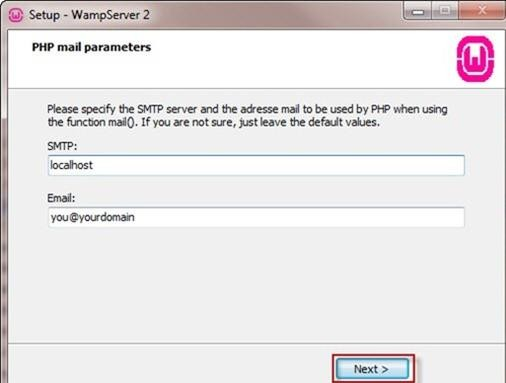 Setup - WampServer 2
PHP mail parameters
Please specify the SMTP server and the adresse mail to be used by PHP when using
the function mail(). If you are not sure, just leave the default values.
SMTP:
localhost
Email:
you@yourdomain
Next >